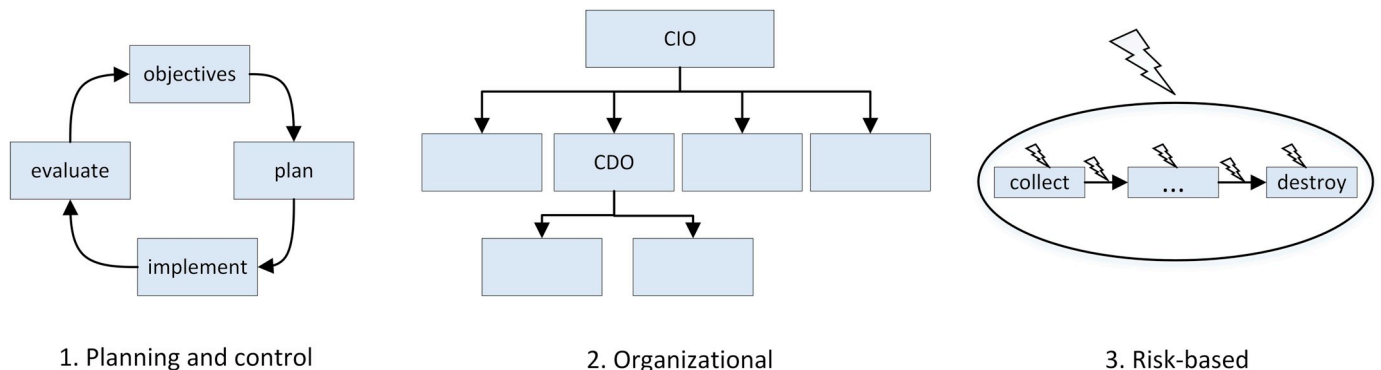 objectives
evaluate
plan
implement
1. Planning and control
CIO
CDO
2. Organizational
collect
...
destroy
3. Risk-based